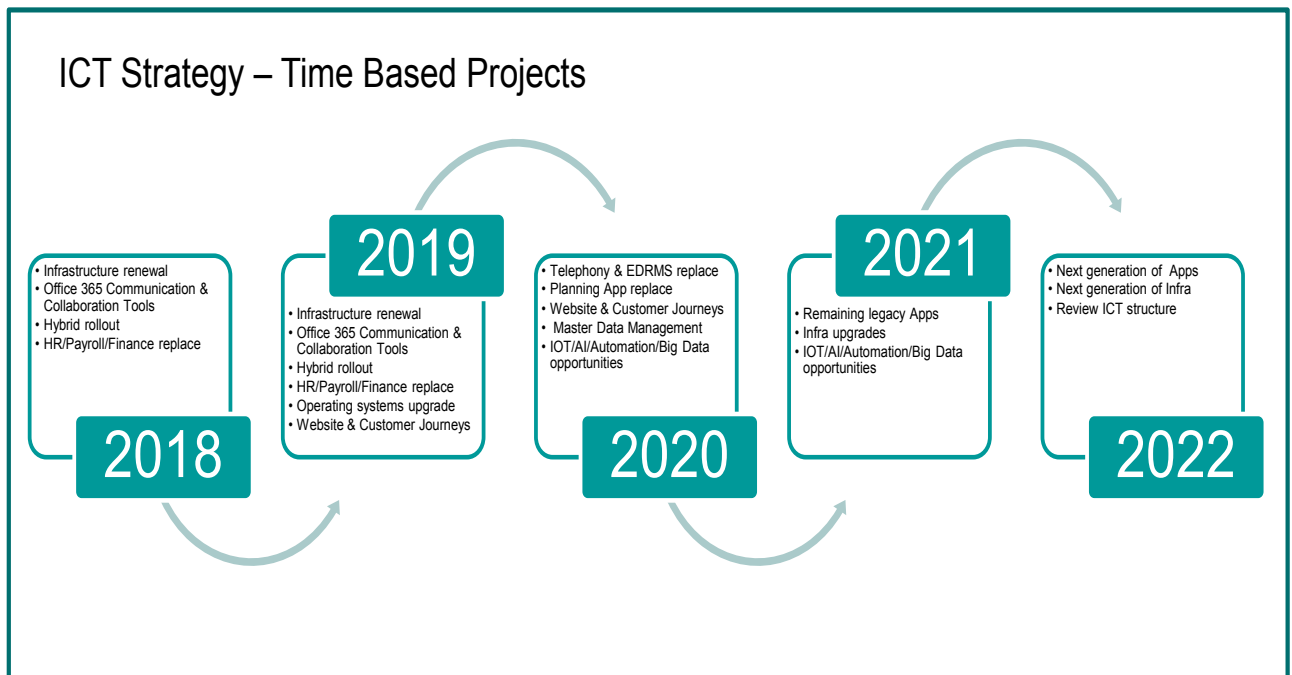 ICT Strategy – Time Based Projects
• Infrastructure renewal
• Office 365 Communication &
Collaboration Tools
• Hybrid rollout
• HR/Payroll/Finance replace
2018
2019
• Infrastructure renewal
• Office 365 Communication &
Collaboration Tools
• Hybrid rollout
• HR/Payroll/Finance replace
• Operating systems upgrade
• Website & Customer Journeys
• Telephony & EDRMS replace
• Planning App replace
• Website & Customer Journeys
• Master Data Management
• IOT/AI/Automation/Big Data
opportunities
2020
2021
• Remaining legacy Apps
• Infra upgrades
• IOT/AI/Automation/Big Data
opportunities
• Next generation of Apps
• Next generation of Infra
• Review ICT structure
2022